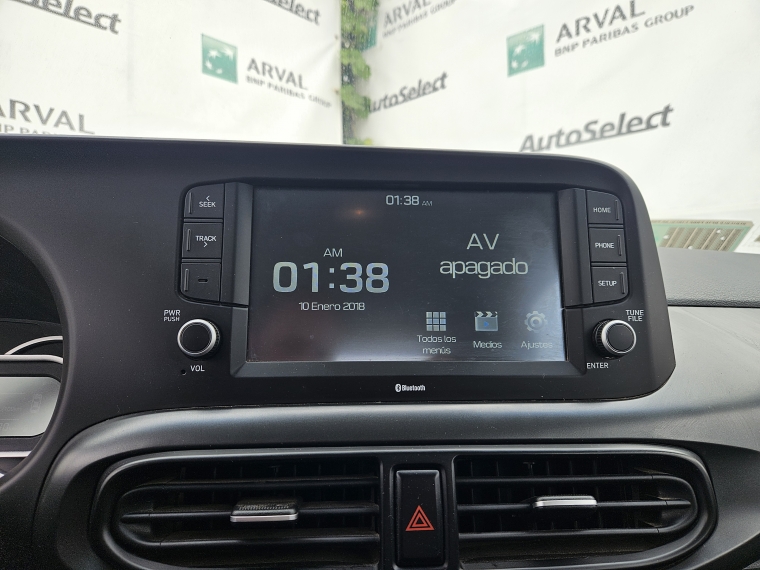 AutoSelect
ARVAL
BNP PARIBAS GROUP
ARVAL
BNP PARIBAS GROUP
AutoSelect
ARVAL
BNP PARIBAS GROUP
AutoSelect
ARVAL
BNP PARIBAS
AutoSelect
SEEK
TRACK
PWR
PUSH
VOL
01:38 AM
AM
01:38
10 Enero 2018
AV
apagado
Todos los
menús
Medios
Ajustes
Bluetooth
HOME
PHONE
SETUP
TUNE
FILE
ENTER